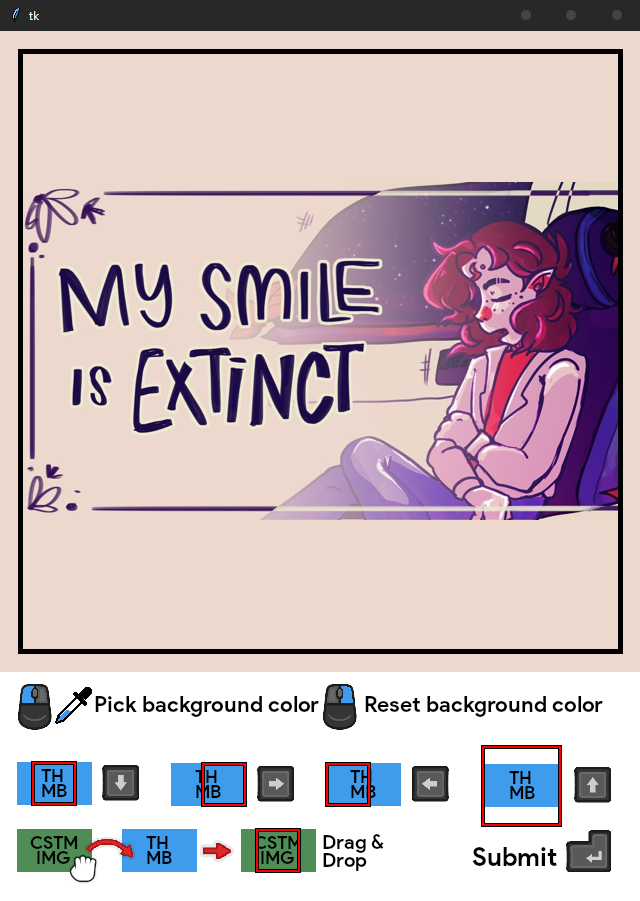 tk
MY SMILE
IS EXTINCT
Pick background color
Reset background color
TH
MB
TH
MB
TH
MB
TH
MB
CSTM
IMG
TH
MB
CSTM
IMG
Drag &
Drop
Submit